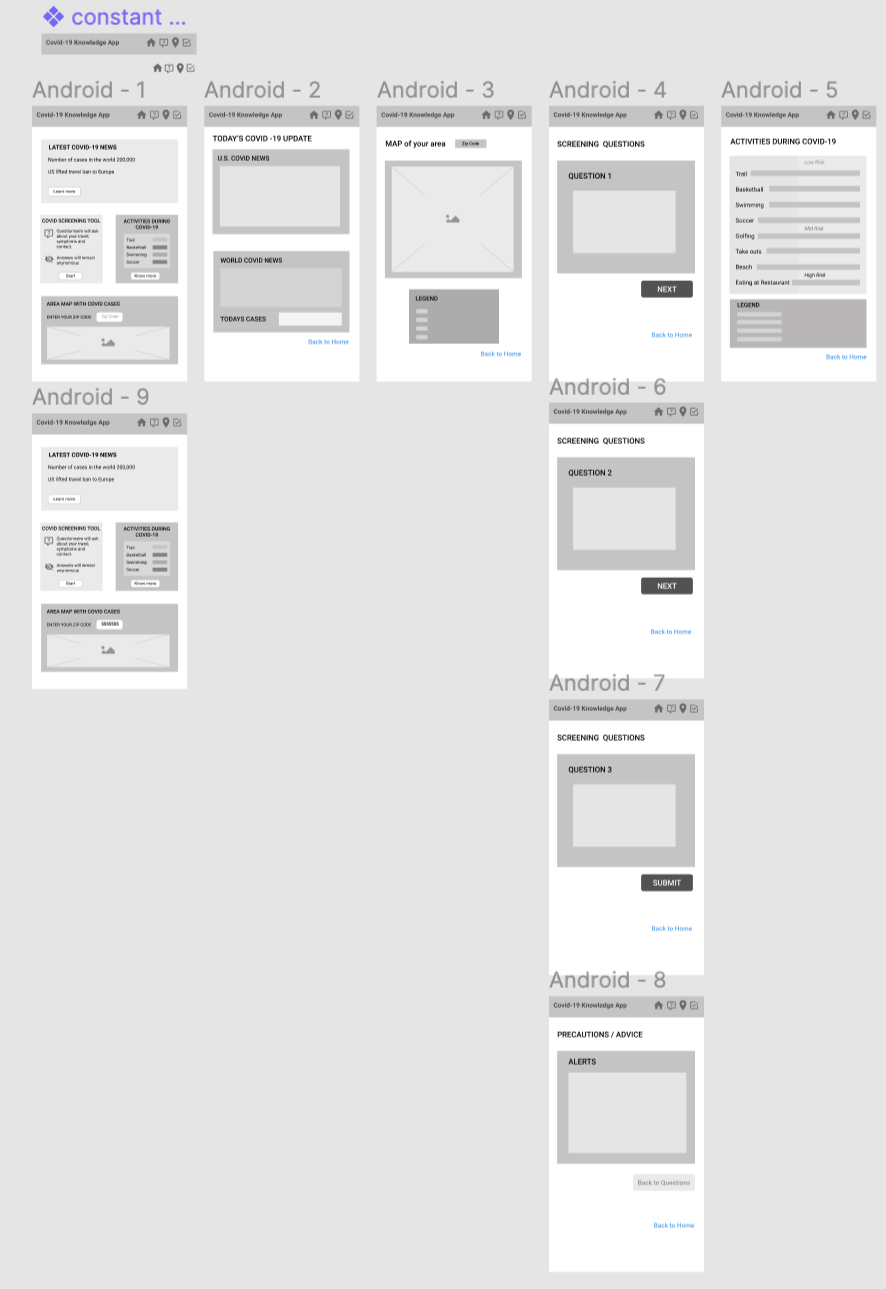 constant ...
Covid-19 Knowledge App
Android - 1
Covid-19 Knowledge App
LATEST COVID-19 NEWS
Number of cases in the world 200,000
US lifted travel ban to Europe
Learn more
COVID SCREENING TOOL
Questionnaire will ask
about your travel,
symptoms and
contact.
Answers will remain
anynomous
Start
ACTIVITIES DURING
COVID-19
Trail
Basketball
Swimming
Soccer
Know more
AREA MAP WITH COVID CASES
ENTER YOUR ZIP CODE
Zip Code
Android - 2
Covid-19 Knowledge App
TODAY'S COVID -19 UPDATE
U.S. COVID NEWS
WORLD COVID NEWS
TODAYS CASES
Back to Home
Android - 3
Covid-19 Knowledge App
MAP of your area
Zip Code
LEGEND
Back to Home
Android - 4
Covid-19 Knowledge App
SCREENING QUESTIONS
QUESTION 1
NEXT
Back to Home
Android - 5
Covid-19 Knowledge App
ACTIVITIES DURING COVID-19
Low Risk
Trail
Basketball
Swimming
Soccer
Mid Risk
Golfing
Take outs
Beach
High Risk
Eating at Restaurant
LEGEND
Back to Home
Android - 9
Covid-19 Knowledge App
LATEST COVID-19 NEWS
Number of cases in the world 200,000
US lifted travel ban to Europe
Learn more
COVID SCREENING TOOL
Questionnaire will ask
about your travel,
symptoms and
contact.
Answers will remain
anynomous
Start
ACTIVITIES DURING
COVID-19
Trail
Basketball
Swimming
Soccer
Know more
AREA MAP WITH COVID CASES
ENTER YOUR ZIP CODE
Android - 6
Covid-19 Knowledge App
SCREENING QUESTIONS
QUESTION 2
NEXT
Back to Home
Android - 7
Covid-19 Knowledge App
SCREENING QUESTIONS
QUESTION 3
SUBMIT
Back to Home
Android - 8
Covid-19 Knowledge App
PRECAUTIONS / ADVICE
ALERTS
Back to Questions
Back to Home